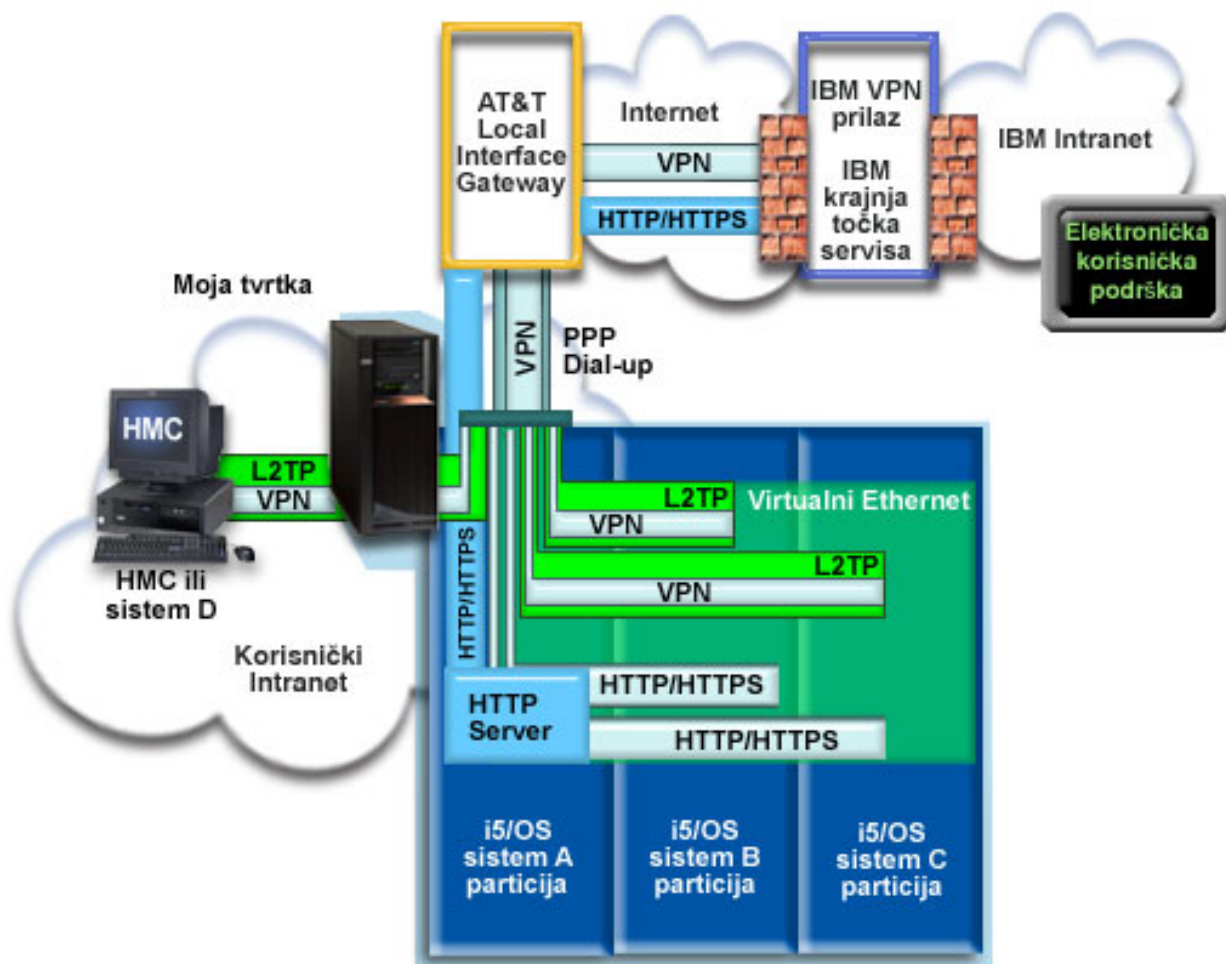 AT&T
Local
Interface
Gateway
Internet
VPN
HTTP/HTTPS
IBM VPN
prilaz
IBM
krajnja
točka
servisa
IBM Intranet
Elektronička
korisnička
podrška
Moja tvrtka
VPN
PPP
Dial-up
HMC
L2TP
VPN
HMC ili
sistem D
Korisnički
Intranet
HTTP/HTTPS
L2TP
VPN
Virtualni Ethernet
L2TP
VPN
HTTP
Server
HTTP/HTTPS
HTTP/HTTPS
i5/OS
sistem A
particija
i5/OS
sistem B
particija
i5/OS
sistem C
particija